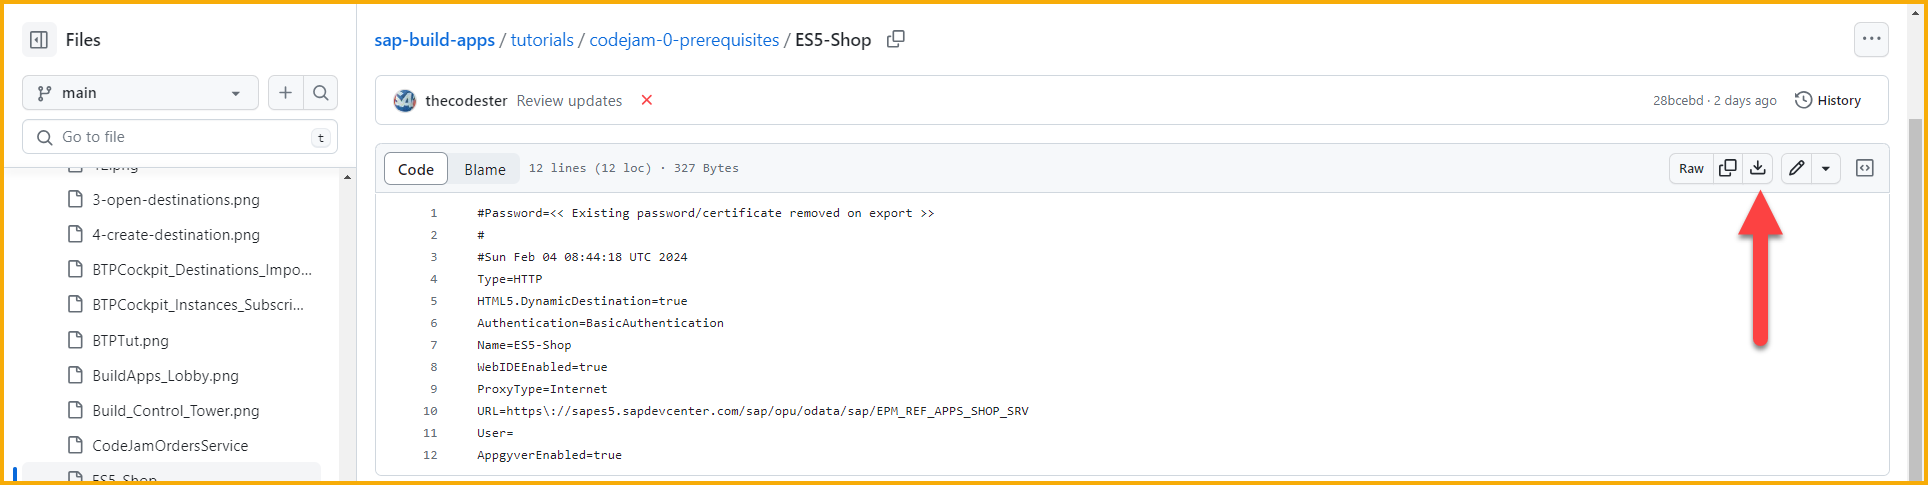 Files
main
Go to file
t
3-open-destinations.png
4-create-destination.png
BTPCockpit_Destinations_Impo...
BTPCockpit_Instances_Subscri...
BTPTut.png
BuildApps_Lobby.png
Build_Control_Tower.png
CodeJamOrdersService
ES5-Shop
sap-build-apps / tutorials / codejam-0-prerequisites / ES5-Shop
thecodester Review updates
28bcebd · 2 days ago History
Code Blame 12 lines (12 loc) · 327 Bytes
Raw
1 #Password=<< Existing password/certificate removed on export >>
2 #
3 #Sun Feb 04 08:44:18 UTC 2024
4 Type=HTTP
5 HTML5.DynamicDestination=true
6 Authentication=BasicAuthentication
7 Name=ES5-Shop
8 WebIDEEnabled=true
9 ProxyType=Internet
10 URL=https\://sapes5.sapdevcenter.com/sap/opu/odata/sap/EPM_REF_APPS_SHOP_SRV
11 User=
12 AppgyverEnabled=true